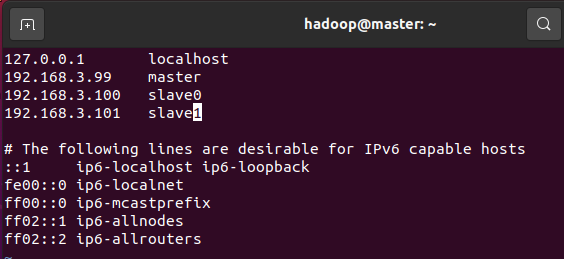 hadoop@master: ~
127.0.0.1 localhost
192.168.3.99 master
192.168.3.100 slave0
192.168.3.101 slave1
# The following lines are desirable for IPv6 capable hosts
::1 ip6-localhost ip6-loopback
fe00::0 ip6-localnet
ff00::0 ip6-mcastprefix
ff02::1 ip6-allnodes
ff02::2 ip6-allrouters
~